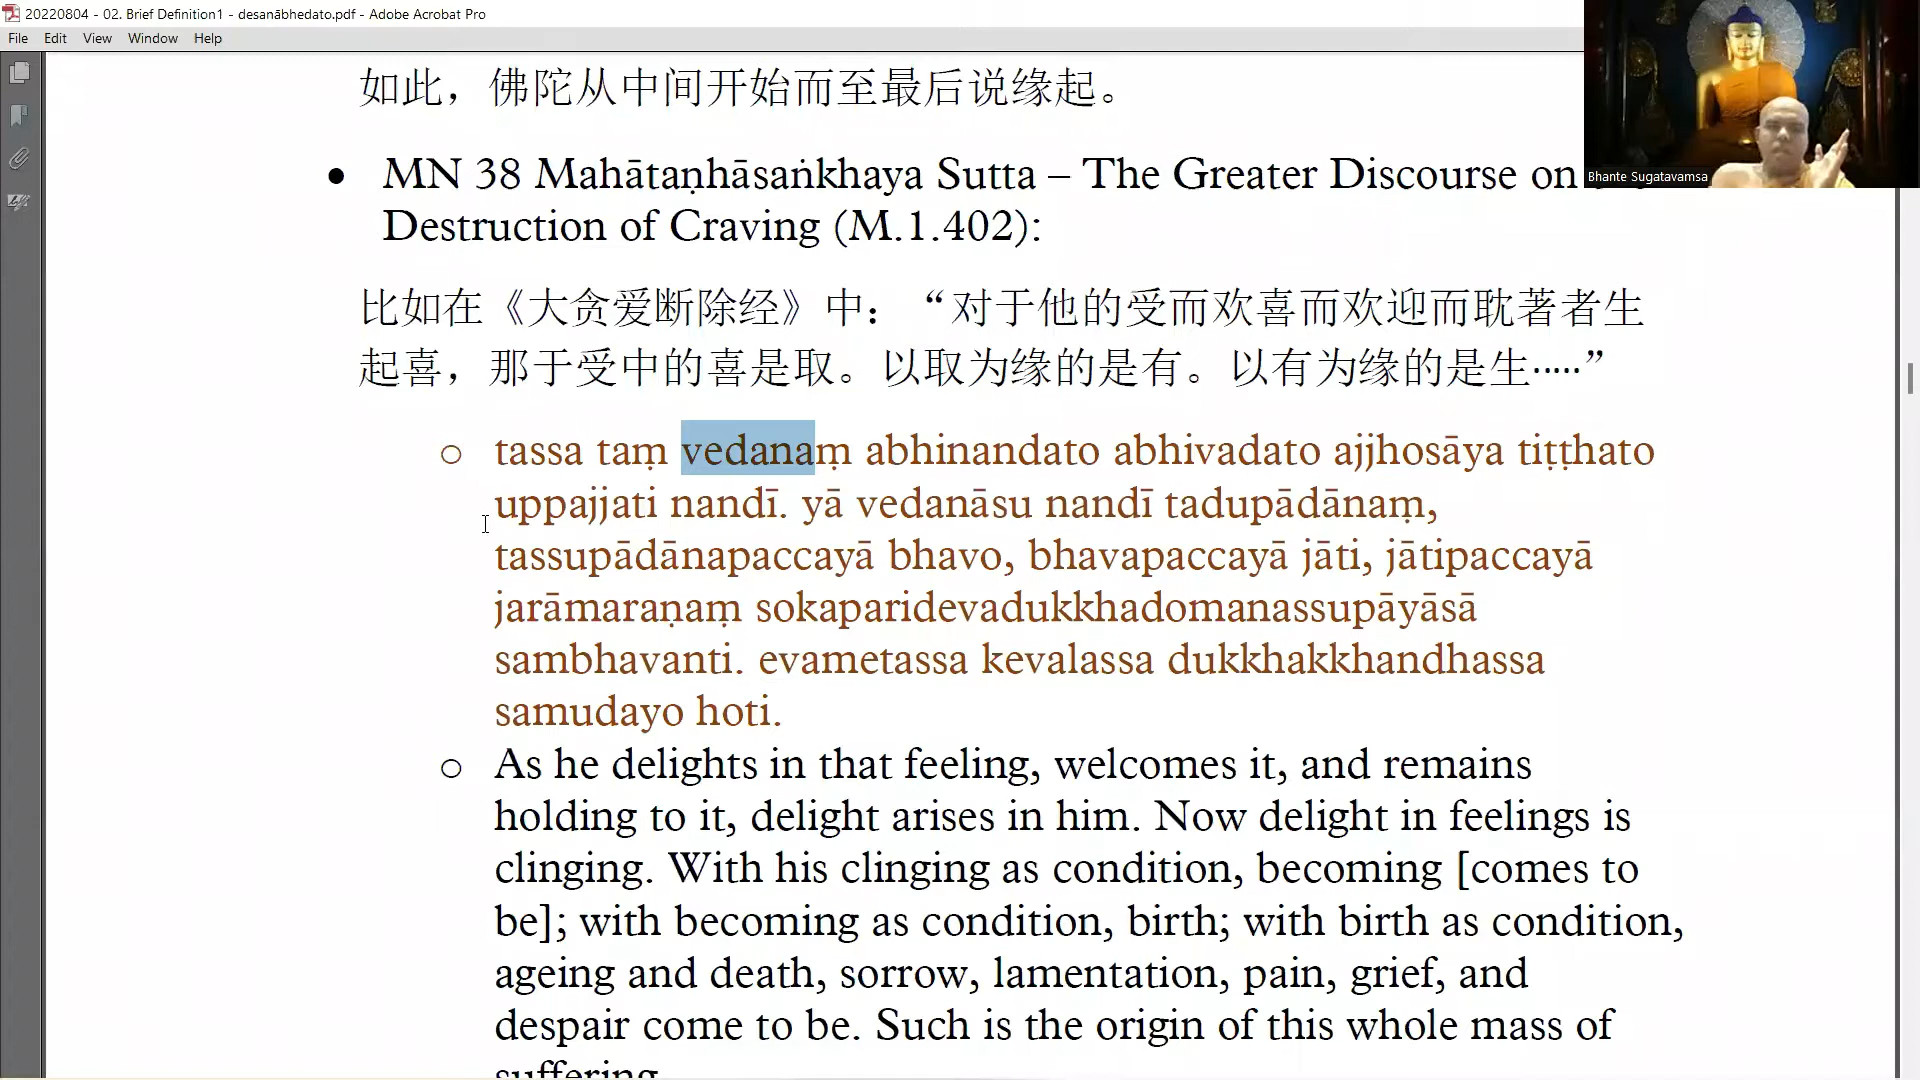 20220804 - 02. Brief Definition1 - desanābhedato.pdf - Adobe Acrobat Pro
File Edit View Window Help
如此，佛陀从中间开始而至最后说缘起。
• MN 38 Mahātaṇhāsaṅkhaya Sutta – The Greater Discourse on
Destruction of Craving (M.1.402):
Bhante Sugatavamsa
比如在《大贪爱断除经》中：“对于他的受而欢喜而欢迎而耽著者生
起喜，那于受中的喜是取。以取为缘的是有。以有为缘的是生·····”
o tassa taṃ vedanaṃ abhinandato abhivadato ajjhosāya tiṭṭhato
uppajjati nandī. yā vedanāsu nandī tadupādānaṃ,
tassupādānapaccayā bhavo, bhavapaccayā jāti, jātipaccayā
jarāmaraṇaṃ sokaparidevadukkhadomanassupāyāsā
sambhavanti. evametassa kevalassa dukkhakkhandhassa
samudayo hoti.
o As he delights in that feeling, welcomes it, and remains
holding to it, delight arises in him. Now delight in feelings is
clinging. With his clinging as condition, becoming [comes to
be]; with becoming as condition, birth; with birth as condition,
ageing and death, sorrow, lamentation, pain, grief, and
despair come to be. Such is the origin of this whole mass of
suffering.